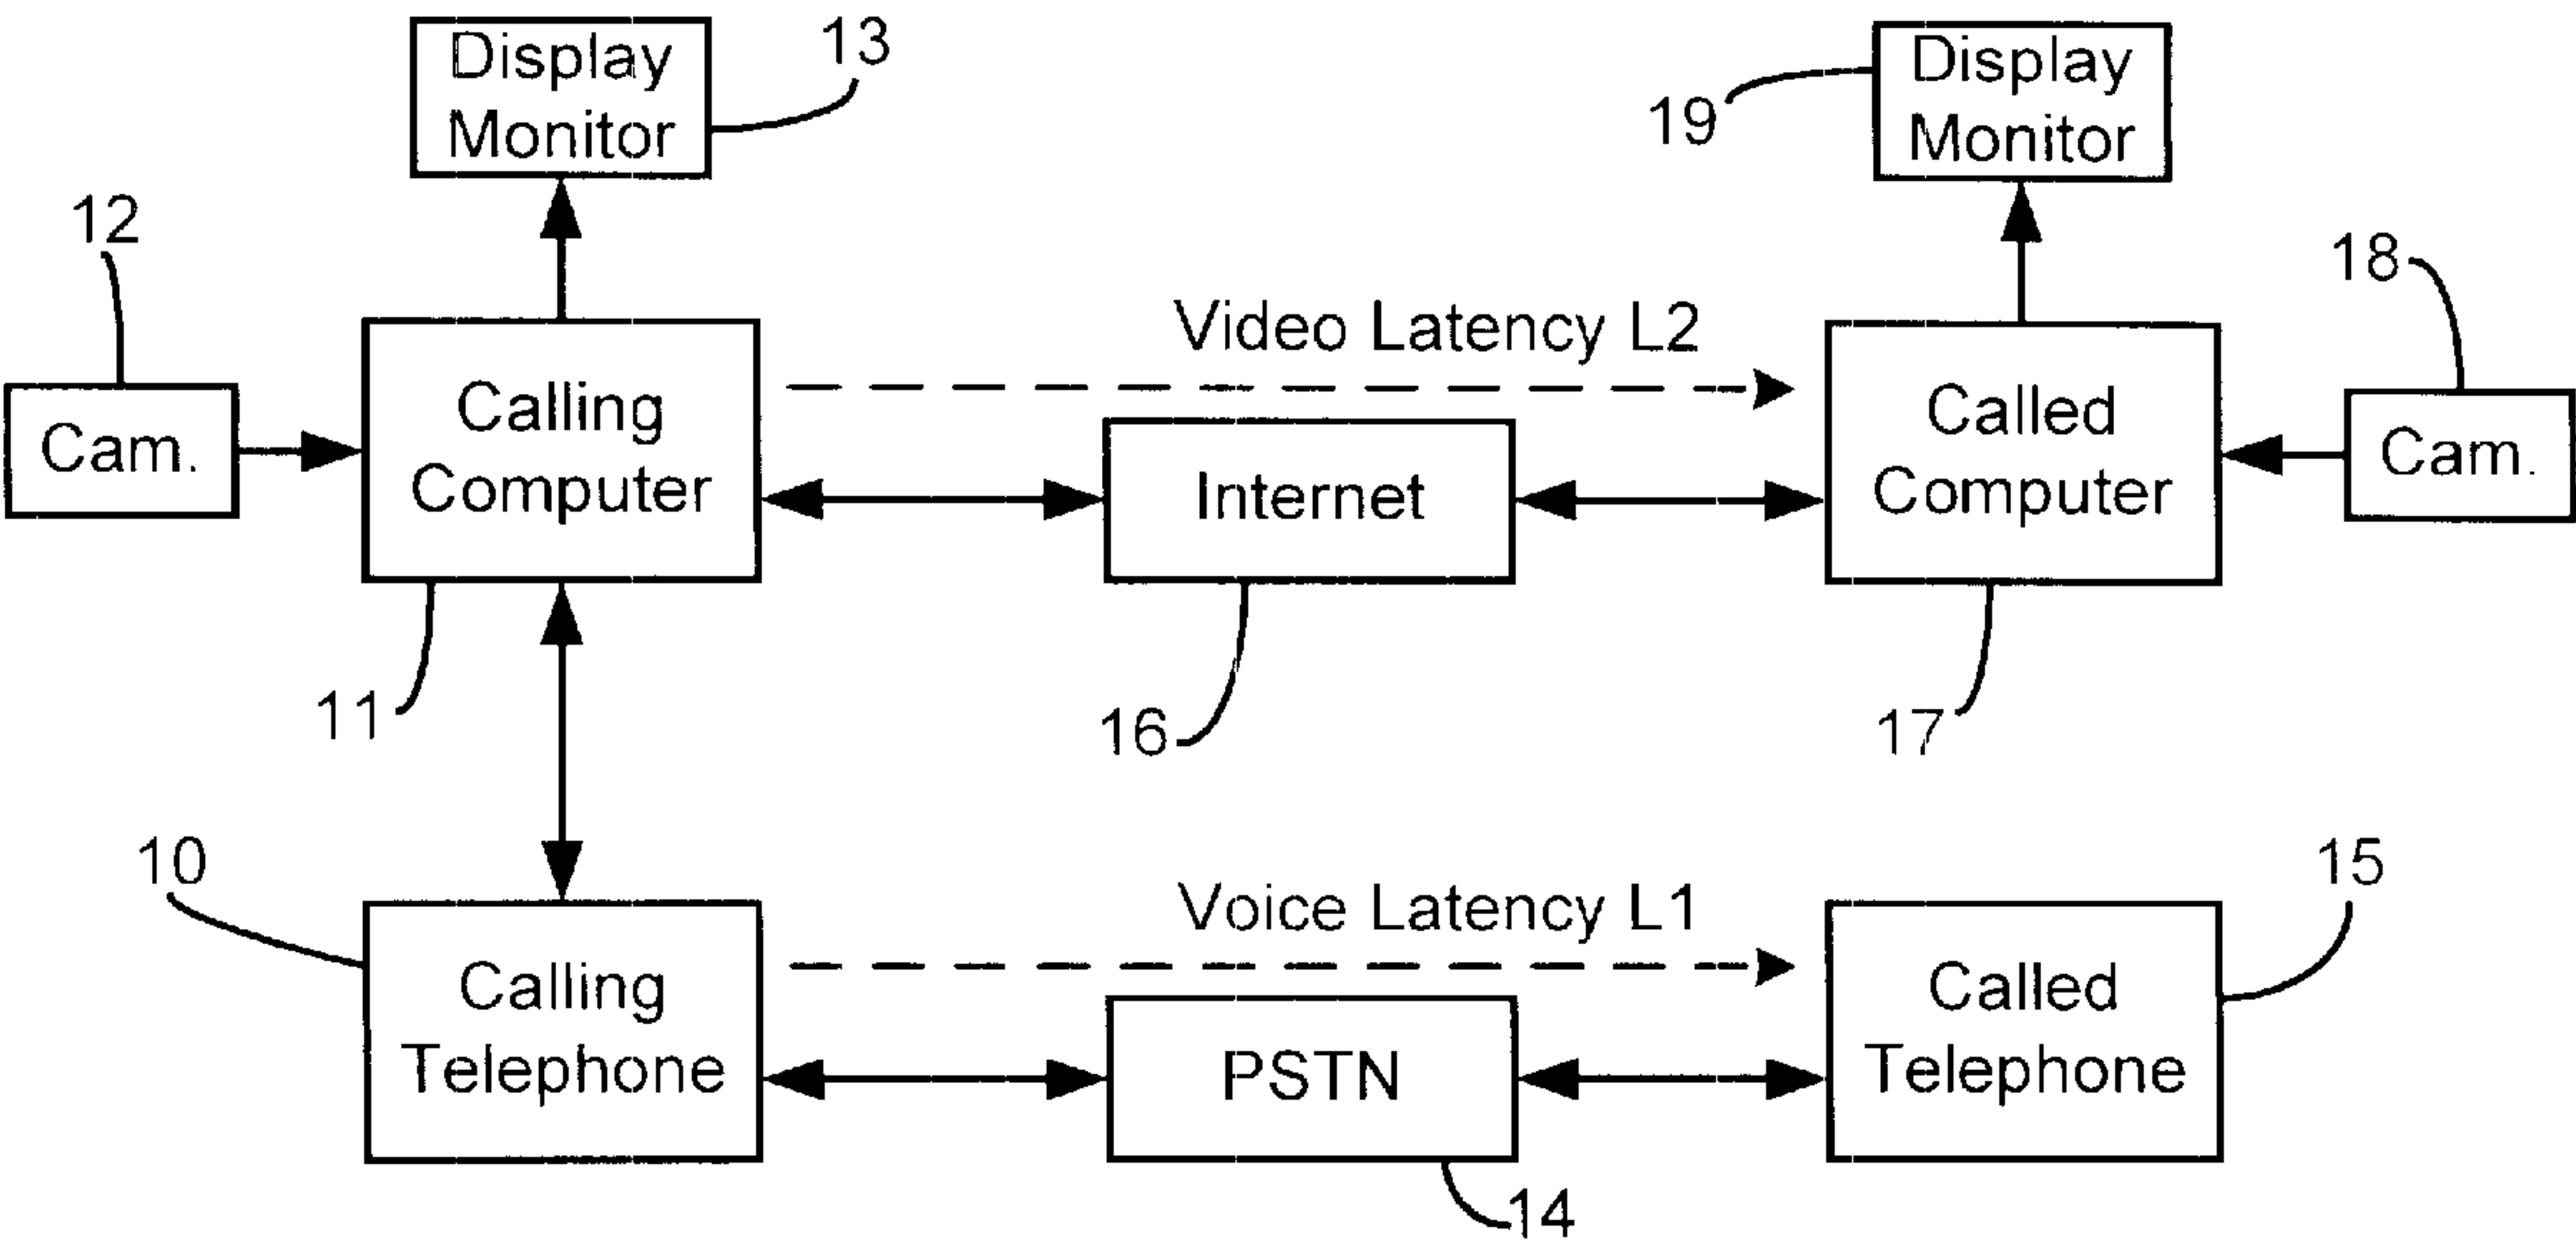 Display
Monitor
13
19
Display
Monitor
12
18
Video Latency L2
Cam.
Calling
Computer
Internet
Called
Computer
Cam.
11
16
17
10
15
Voice Latency L1
Calling
Telephone
PSTN
Called
Telephone
14